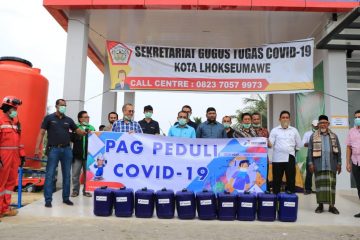 SEKRETARIAT GUGUS TUGAS COVID-19
KOTA LHOKSEUMAWE
CALL CENTRE : 0823 7057 9973
PAG PEDULI
COVID-19